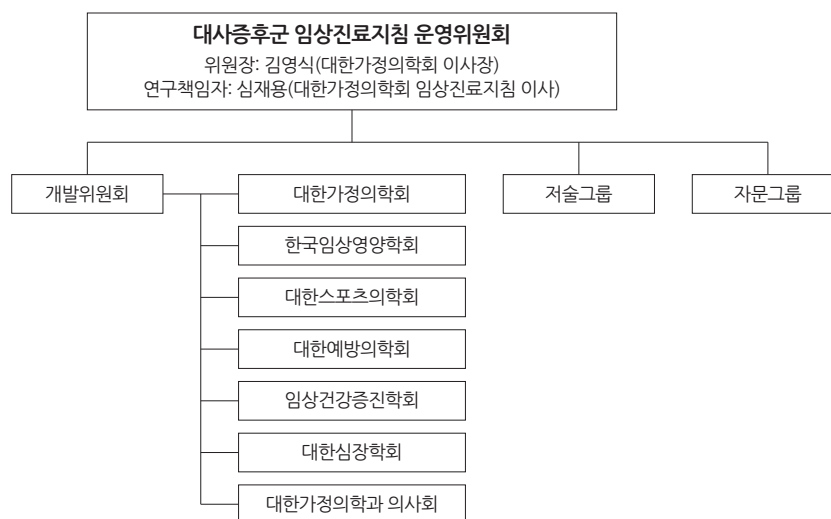 대사증후군 임상진료지침 운영위원회
위원장: 김영식(대한가정의학회 이사장)
연구책임자: 심재용(대한가정의학회 임상진료지침 이사)
개발위원회
대한가정의학회
저술그룹
자문그룹
한국임상영양학회
대한스포츠의학회
대한예방의학회
임상건강증진학회
대한심장학회
대한가정의학과 의사회